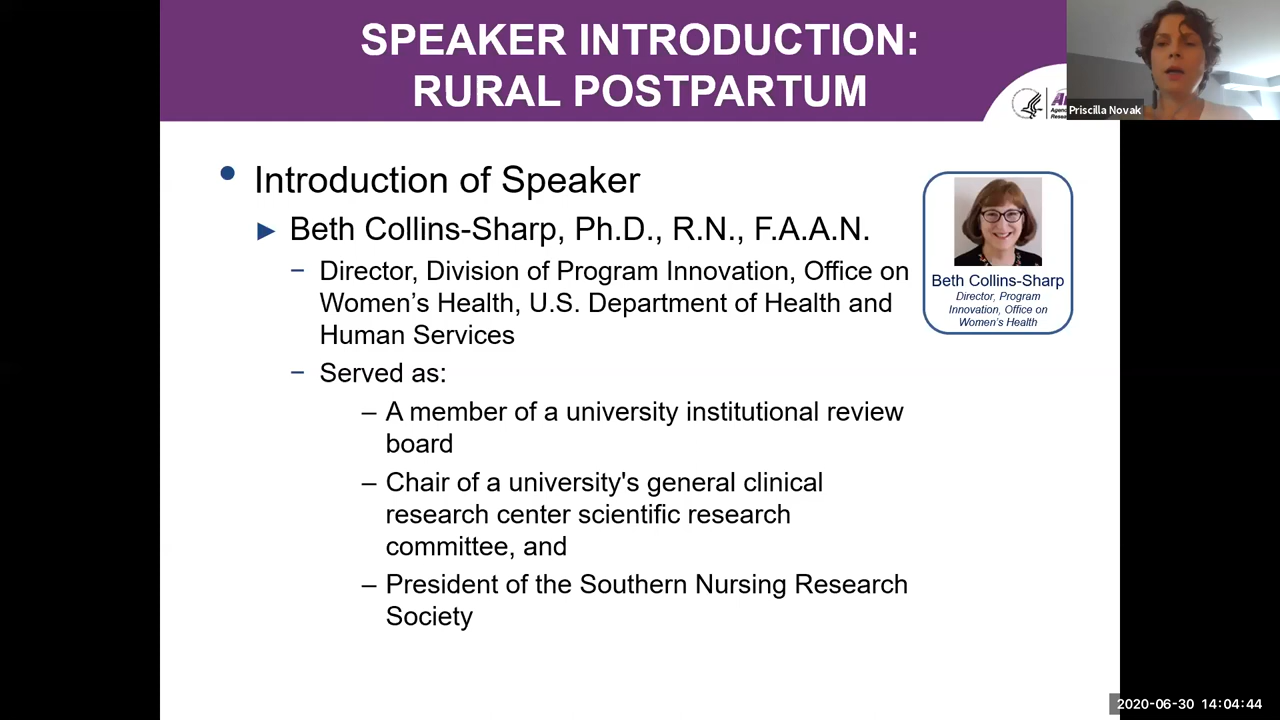 SPEAKER INTRODUCTION:
RURAL POSTPARTUM
Priscilla Novak
• Introduction of Speaker
► Beth Collins-Sharp, Ph.D., R.N., F.A.A.N.
− Director, Division of Program Innovation, Office on
Women’s Health, U.S. Department of Health and
Human Services
− Served as:
– A member of a university institutional review
board
– Chair of a university's general clinical
research center scientific research
committee, and
– President of the Southern Nursing Research
Society
Beth Collins-Sharp
Director, Program
Innovation, Office on
Women’s Health
2020-06-30 14:04:44